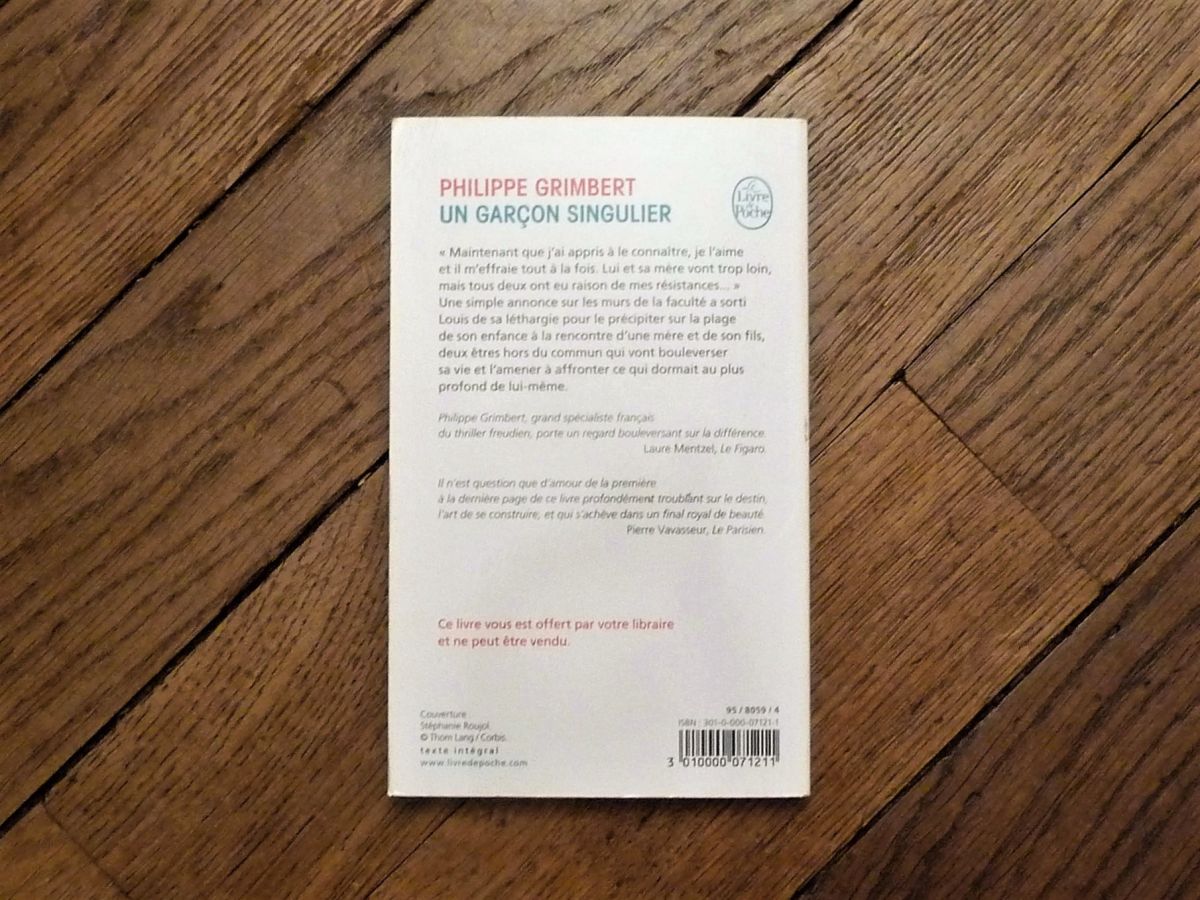 PHILIPPE GRIMBERT
UN GARÇON SINGULIER
Le
Livre
de
Poche
« Maintenant que j'ai appris à le connaître, je l'aime
et il m'effraie tout à la fois. Lui et sa mère vont trop loin,
mais tous deux ont eu raison de mes résistances... »
Une simple annonce sur les murs de la faculté a sorti
Louis de sa léthargie pour le précipiter sur la plage
de son enfance à la rencontre d'une mère et de son fils,
deux êtres hors du commun qui vont bouleverser
sa vie et l'amener à affronter ce qui dormait au plus
profond de lui-même.
Philippe Grimbert, grand spécialiste français
du thriller freudien, porte un regard bouleversant sur la différence.
Laure Mentzel, Le Figaro.
Il n'est question que d'amour de la première
à la dernière page de ce livre profondément troublant sur le destin,
l'art de se construire, et qui s'achève dans un final royal de beauté.
Pierre Vavasseur, Le Parisien.
Ce livre vous est offert par votre libraire
et ne peut être vendu.
Couverture :
Stéphanie Roujol.
© Thom Lang / Corbis.
texte intégral
www.livredepoche.com
95 / 8059 / 4
ISBN : 301-0-000-07121-1
3 010000 071211